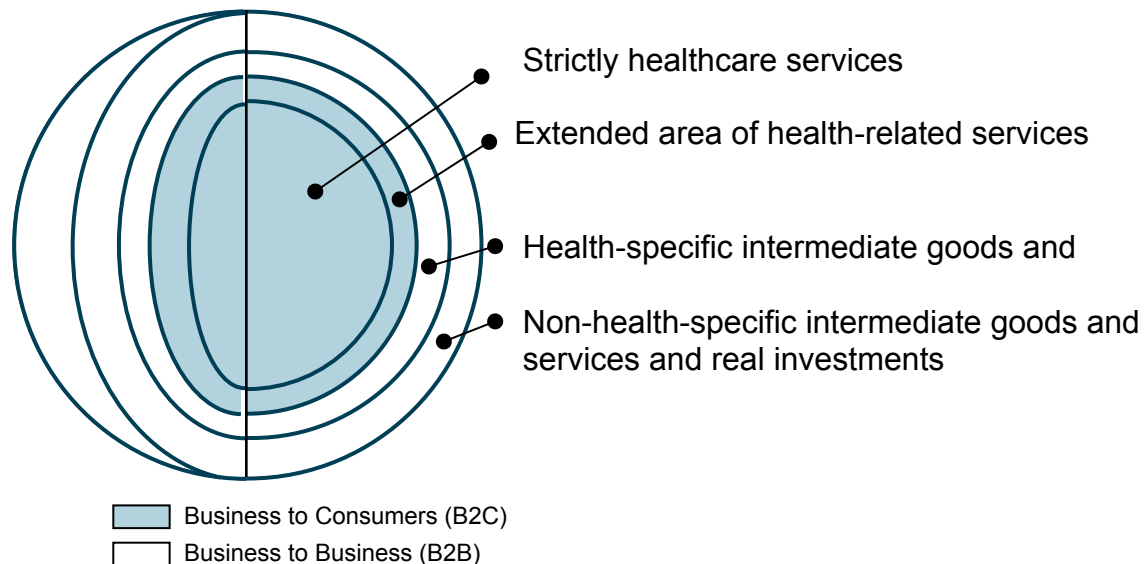 Strictly healthcare services
Extended area of health-related services
Health-specific intermediate goods and
Non-health-specific intermediate goods and
services and real investments
Business to Consumers (B2C)
Business to Business (B2B)